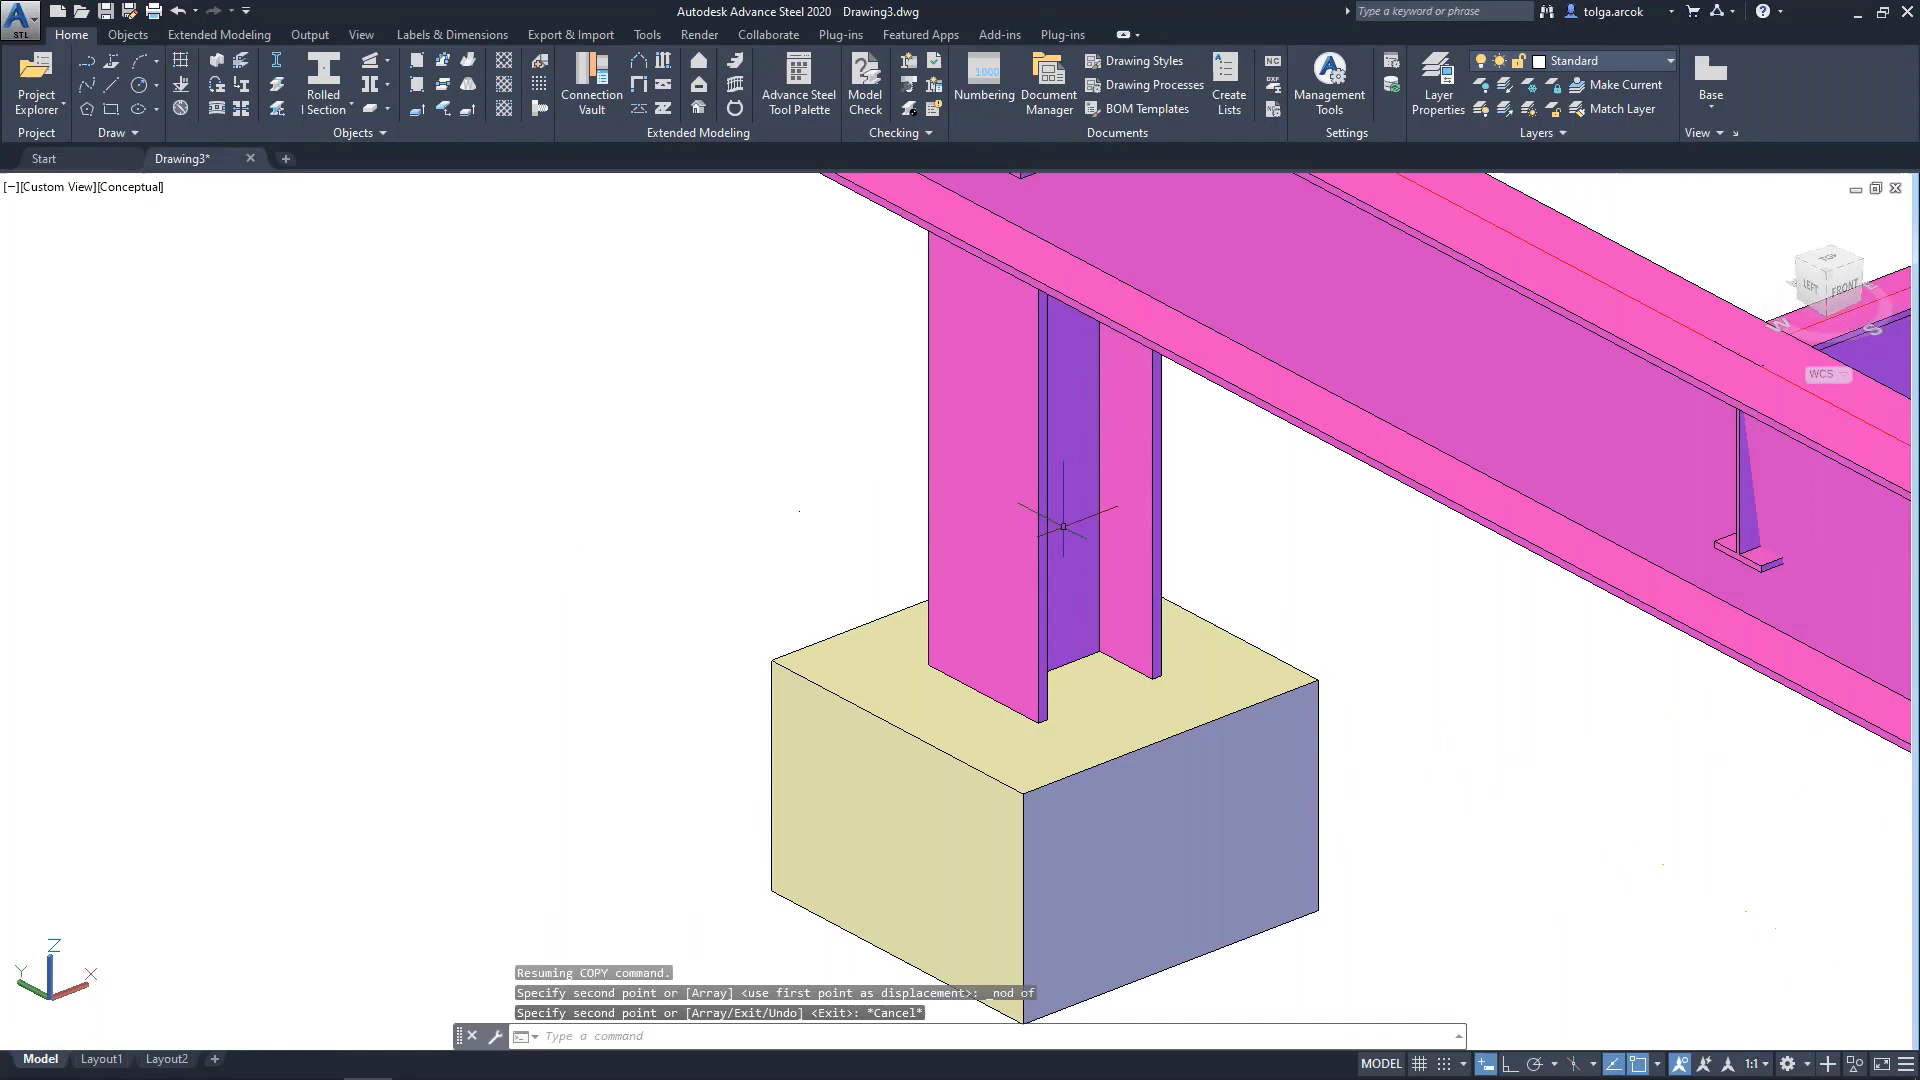 Autodesk Advance Steel 2020 Drawing3.dwg
Type a keyword or phrase
tolga.arcok
STL
Home Objects Extended Modeling Output View Labels & Dimensions Export & Import Tools Render Collaborate Plug-ins Featured Apps Add-ins Plug-ins
Project Explorer
Rolled I Section
Connection Vault
Advance Steel Tool Palette
Model Check
1000
Numbering
Document Manager
Drawing Styles
Drawing Processes
BOM Templates
Create Lists
NC
DXF
NC
Management Tools
Layer Properties
Standard
Make Current
Match Layer
Base
Project Draw Objects Extended Modeling Checking Documents Settings Layers View
Start Drawing3*
[−][Custom View][Conceptual]
TOP
LEFT FRONT
W S
WCS
Z
Y X
Resuming COPY command.
Specify second point or [Array] <use first point as displacement>: _nod of
Specify second point or [Array/Exit/Undo] <Exit>: *Cancel*
Type a command
Model Layout1 Layout2
MODEL 1:1